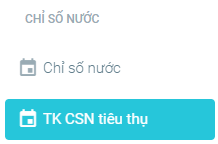 CHỈ SỐ NƯỚC
Chỉ số nước
TK CSN tiêu thụ